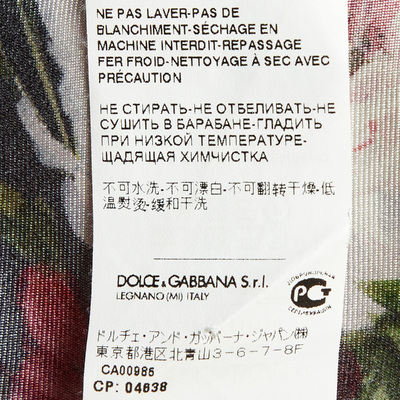 NE PAS LAVER-PAS DE
BLANCHIMENT-SÉCHAGE EN
MACHINE INTERDIT-REPASSAGE
FER FROID-NETTOYAGE À SEC AVEC
PRÉCAUTION
НЕ СТИРАТЬ-НЕ ОТБЕЛИВАТЬ-НЕ
СУШИТЬ В БАРАБАНЕ-ГЛАДИТЬ
ПРИ НИЗКОЙ ТЕМПЕРАТУРЕ-
ЩАДЯЩАЯ ХИМЧИСТКА
不可水洗-不可漂白-不可翻转干燥-低
温熨烫-缓和干洗
DOLCE & GABBANA S.r.l.
LEGNANO (MI) ITALY
ДОБРОВОЛЬНАЯ
РСТ
СЕРТИФИКАЦИЯ
ドルチェ・アンド・ガッバーナ・ジャパン㈱
東京都港区北青山3-6-7-8F
CA00985
CP: 04638